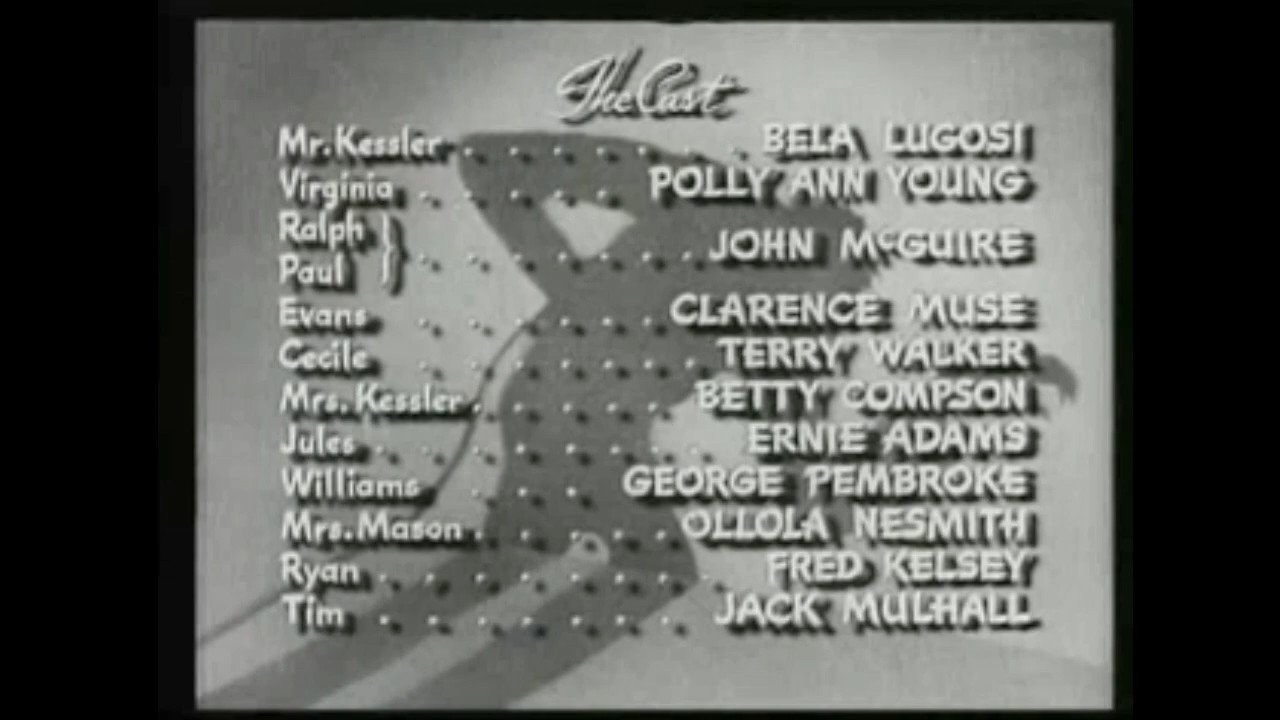 The Cast
Mr. Kessler . . . . . . . BELA LUGOSI
Virginia . . . . . POLLY ANN YOUNG
Ralph }
Paul } . . . . . . . JOHN McGUIRE
Evans . . . . . . CLARENCE MUSE
Cecile . . . . . . . TERRY WALKER
Mrs. Kessler . . . . . BETTY COMPSON
Jules . . . . . . . . ERNIE ADAMS
Williams . . . GEORGE PEMBROKE
Mrs. Mason . . . . . OLLOLA NESMITH
Ryan . . . . . . . . FRED KELSEY
Tim . . . . . . . JACK MULHALL